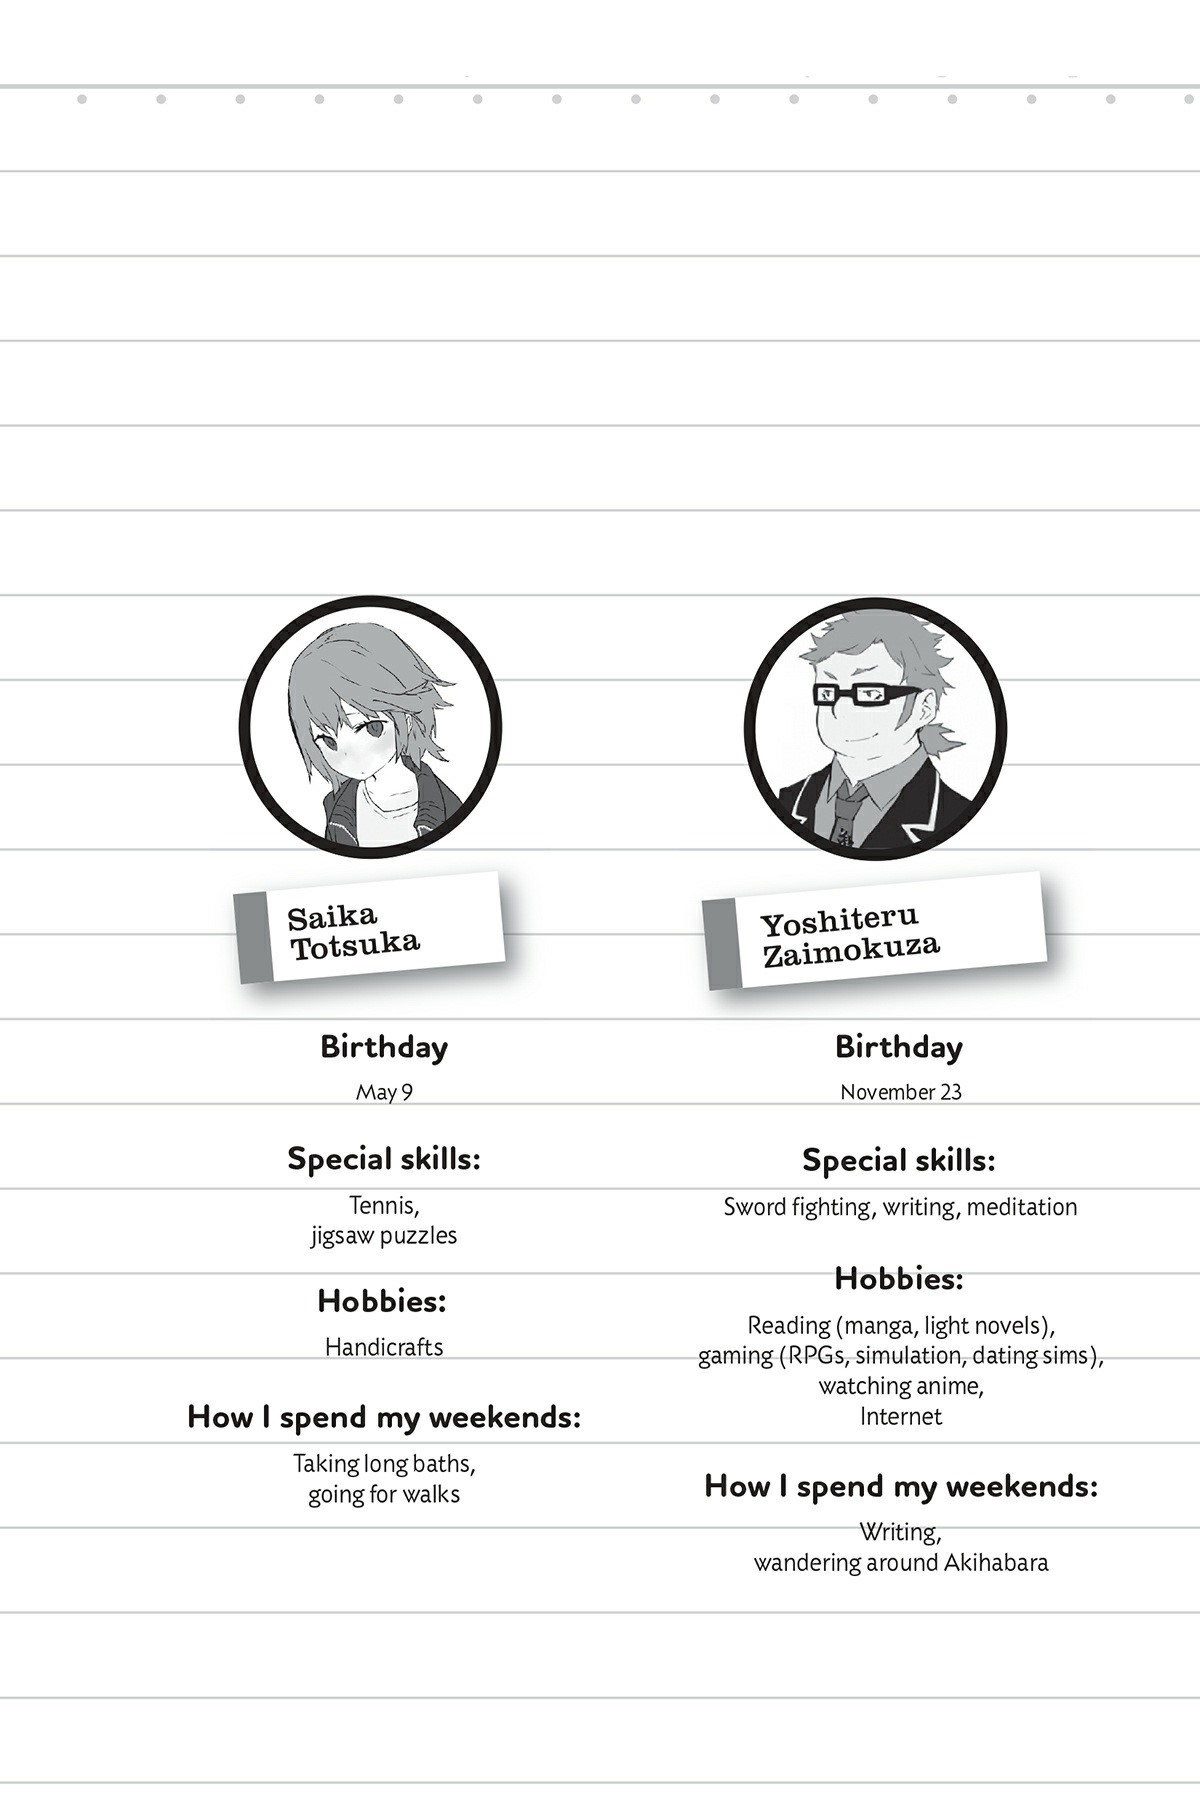 Saika
Totsuka
Birthday
May 9
Special skills:
Tennis,
jigsaw puzzles
Hobbies:
Handicrafts
How I spend my weekends:
Taking long baths,
going for walks
Yoshiteru
Zaimokuza
Birthday
November 23
Special skills:
Sword fighting, writing, meditation
Hobbies:
Reading (manga, light novels),
gaming (RPGs, simulation, dating sims),
watching anime,
Internet
How I spend my weekends:
Writing,
wandering around Akihabara